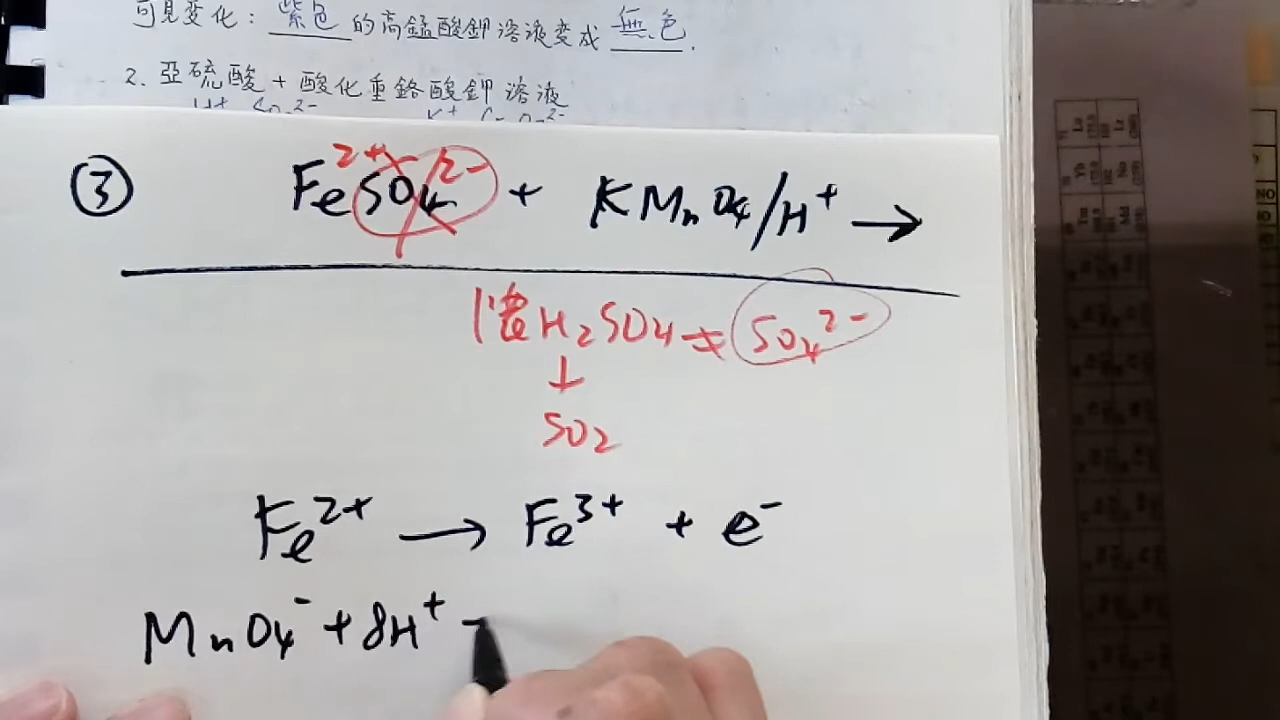 可見变化: 紫色 的高錳酸鉀溶液变成 無色.
2. 亞硫酸 + 酸化重鉻酸鉀溶液
③ Fe²⁺SO₄²⁻ + KMnO₄/H⁺ →
濃H₂SO₄ ≠ SO₄²⁻
↓
SO₂
Fe²⁺ → Fe³⁺ + e⁻
MnO₄⁻ + 8H⁺